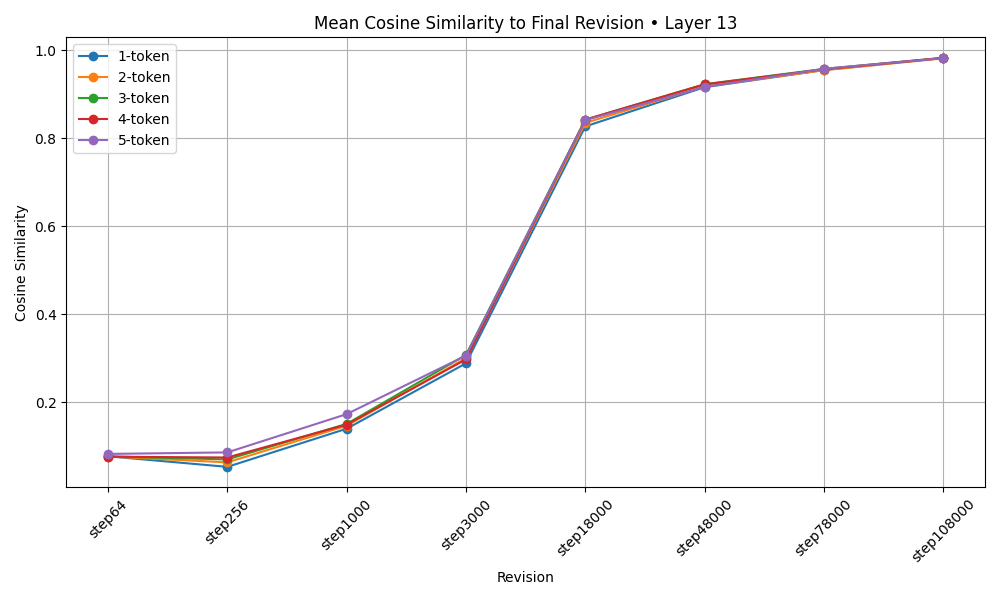 Mean Cosine Similarity to Final Revision • Layer 13
1-token
2-token
3-token
4-token
5-token
Cosine Similarity
1.0
0.8
0.6
0.4
0.2
step64
step256
step1000
step3000
step18000
step48000
step78000
step108000
Revision